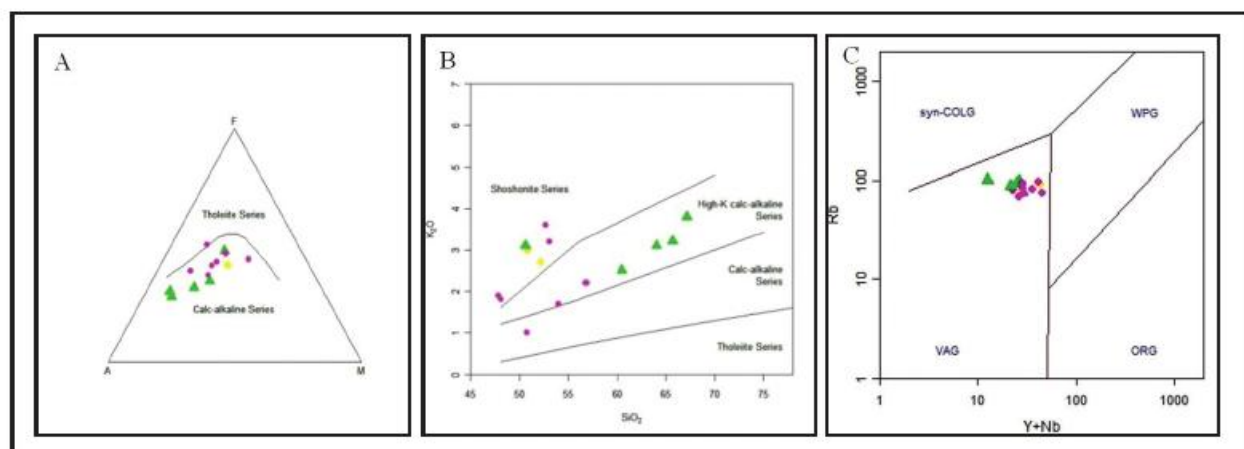 A
F
Tholeiite Series
Calc-alkaline Series
A
M
B
7
6
5
4
3
2
1
0
K₂O
Shoshonite Series
High-K calc-alkaline
Series
Calc-alkaline
Series
Tholeiite Series
45
50
55
60
65
70
75
SiO₂
C
1000
100
10
1
Rb
syn-COLG
WPG
VAG
ORG
1
10
100
1000
Y+Nb